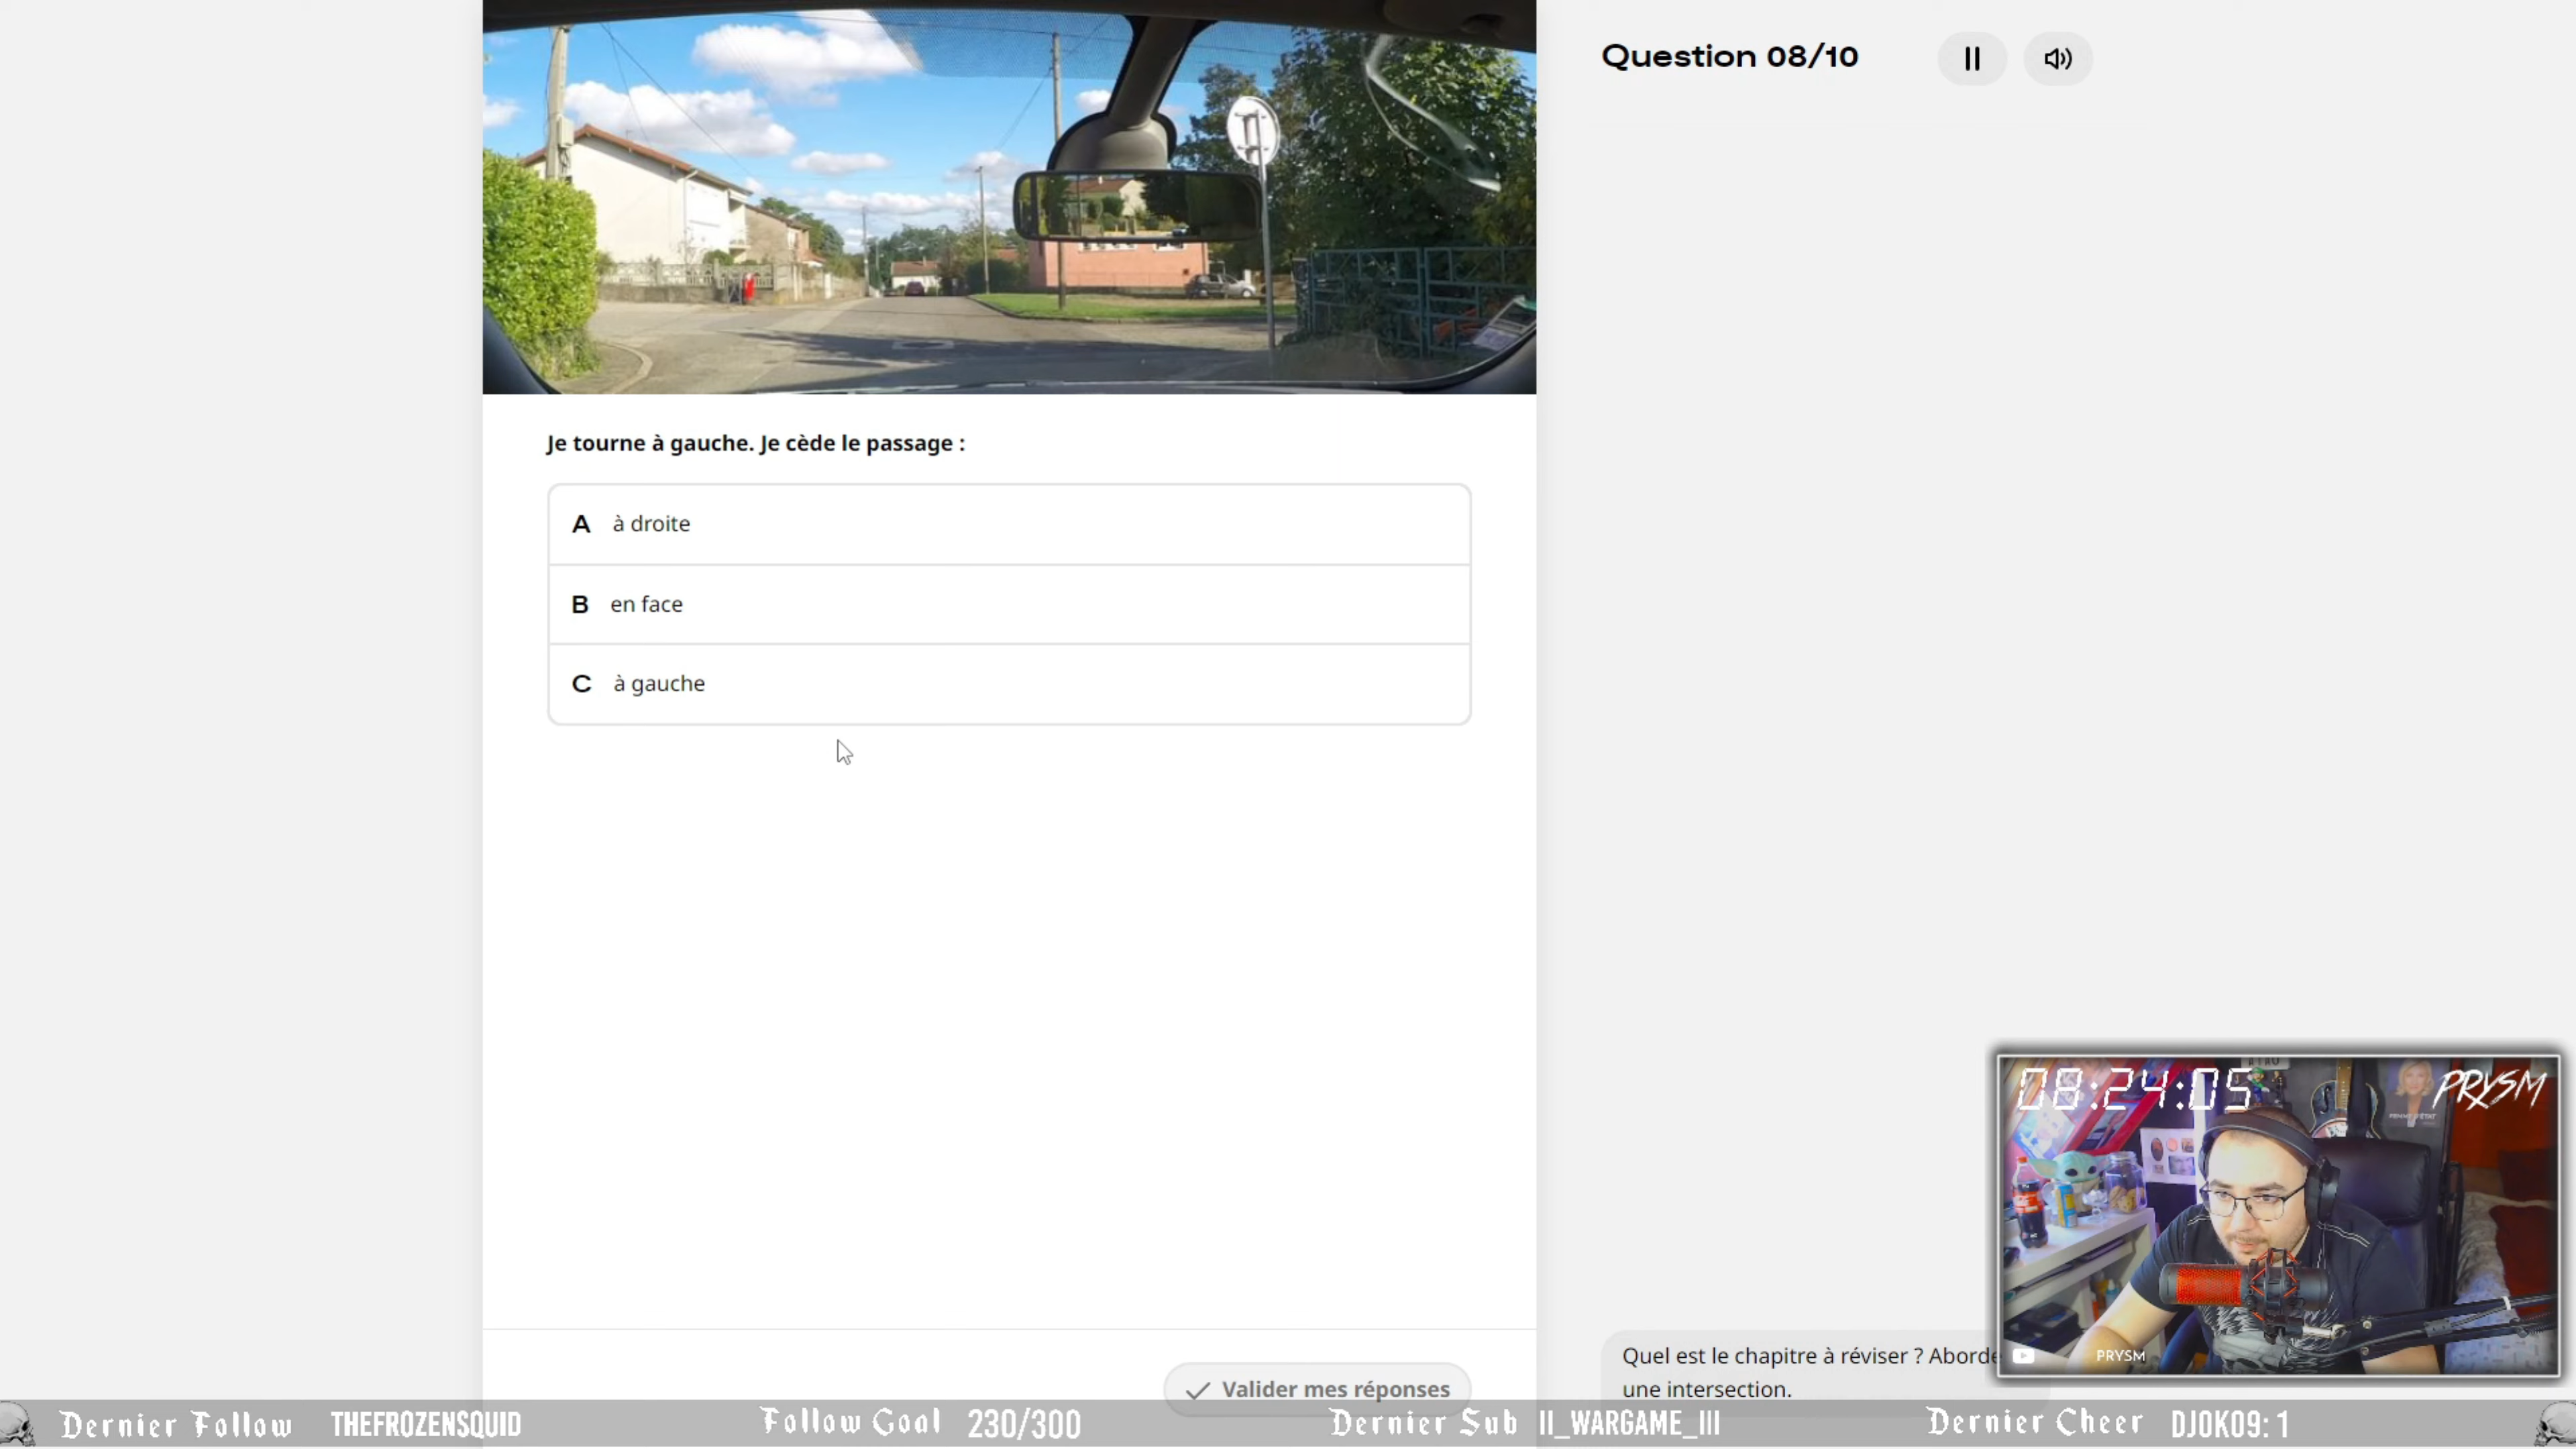 Question 08/10
Je tourne à gauche. Je cède le passage :
A à droite
B en face
C à gauche
Valider mes réponses
Quel est le chapitre à réviser ? Aborde
une intersection.
08:24:05
PRYSM
PRYSM
Dernier Follow THEFROZENSQUID
Follow Goal 230/300
Dernier Sub II_WARGAME_III
Dernier Cheer DJOK09: 1